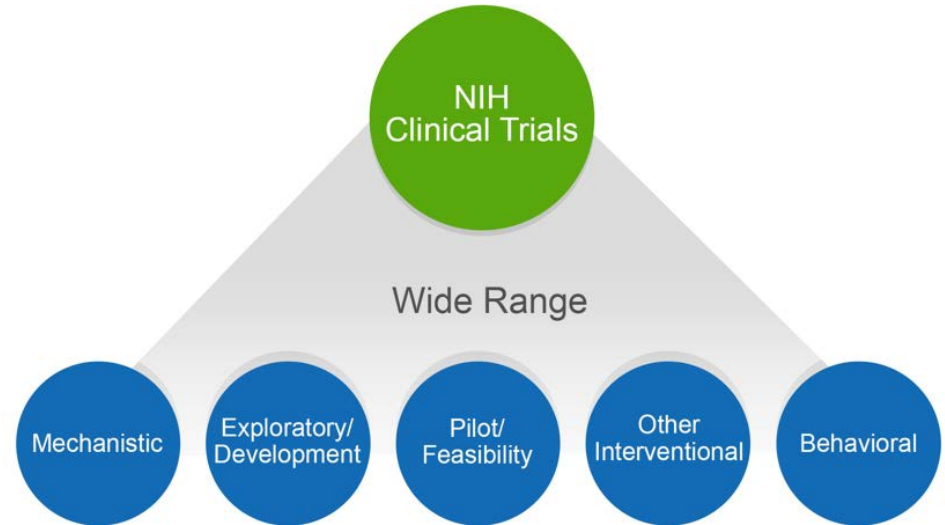 NIH
Clinical Trials
Wide Range
Mechanistic
Exploratory/
Development
Pilot/
Feasibility
Other
Interventional
Behavioral